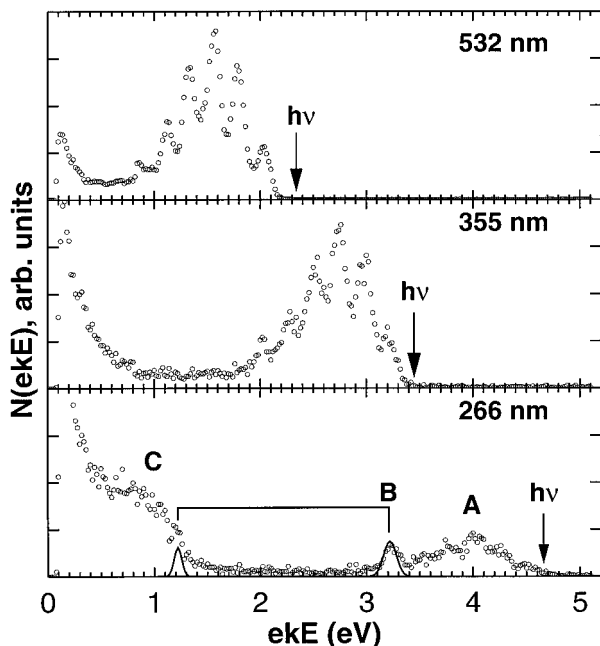 532 nm
hν
355 nm
hν
266 nm
C
B
A
hν
0
1
2
3
4
5
ekE (eV)
N(ekE), arb. units